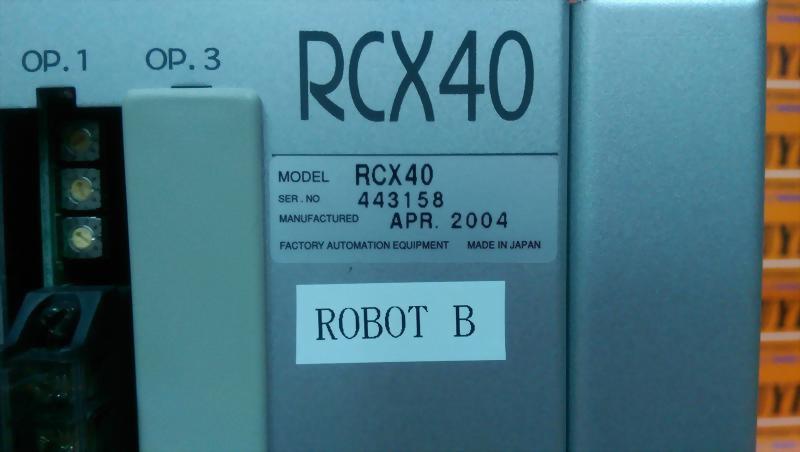 OP.1 OP.3
RCX40
MODEL RCX40
SER.NO 443158
MANUFACTURED APR. 2004
FACTORY AUTOMATION EQUIPMENT MADE IN JAPAN
ROBOT B